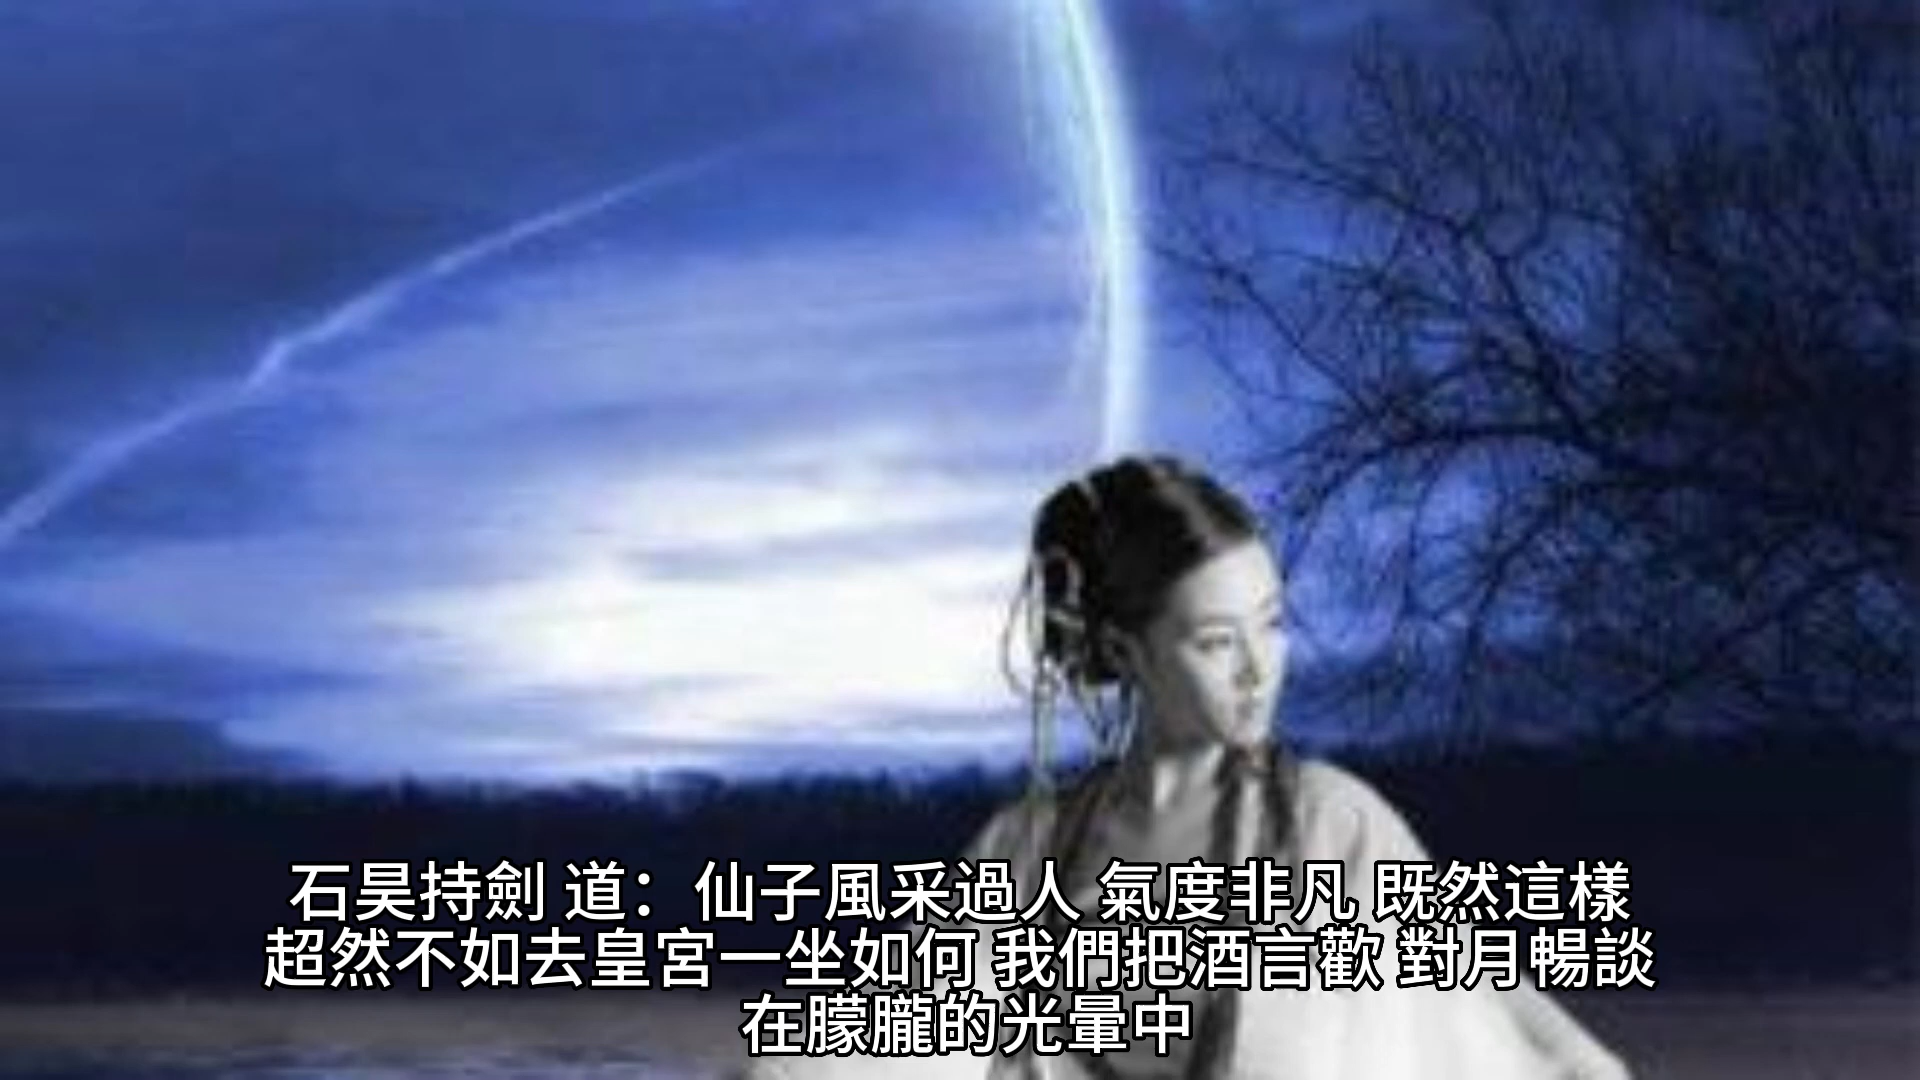 石昊持劍 道：仙子風采過人 氣度非凡 既然這樣
超然不如去皇宮一坐如何 我們把酒言歡 對月暢談
在朦朧的光暈中